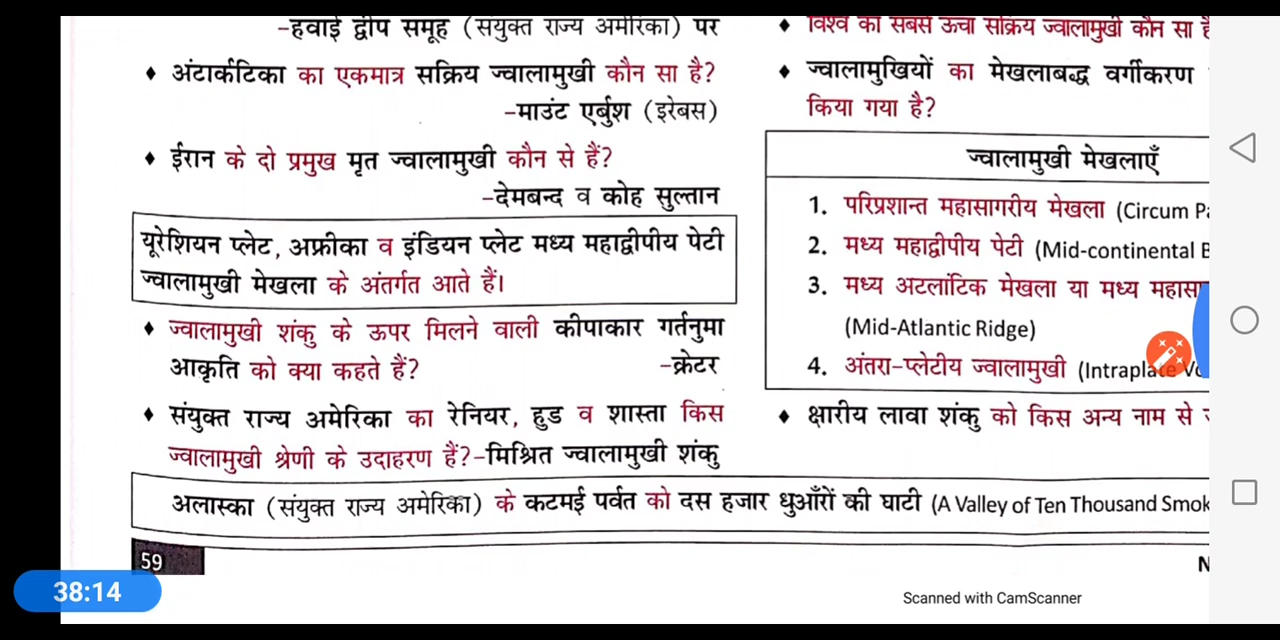 -हवाई द्वीप समूह (संयुक्त राज्य अमेरिका) पर
♦ अंटार्कटिका का एकमात्र सक्रिय ज्वालामुखी कौन सा है?
-माउंट एर्बुश (इरेबस)
♦ ईरान के दो प्रमुख मृत ज्वालामुखी कौन से हैं?
-देमबन्द व कोह सुल्तान
यूरेशियन प्लेट, अफ्रीका व इंडियन प्लेट मध्य महाद्वीपीय पेटी
ज्वालामुखी मेखला के अंतर्गत आते हैं।
♦ ज्वालामुखी शंकु के ऊपर मिलने वाली कीपाकार गर्तनुमा
आकृति को क्या कहते हैं? -क्रेटर
♦ संयुक्त राज्य अमेरिका का रेनियर, हुड व शास्ता किस
ज्वालामुखी श्रेणी के उदाहरण हैं?-मिश्रित ज्वालामुखी शंकु
♦ विश्व का सबसे ऊंचा सक्रिय ज्वालामुखी कौन सा
♦ ज्वालामुखियों का मेखलाबद्ध वर्गीकरण
किया गया है?
ज्वालामुखी मेखलाएँ
1. परिप्रशान्त महासागरीय मेखला (Circum
2. मध्य महाद्वीपीय पेटी (Mid-continental
3. मध्य अटलांटिक मेखला या मध्य
(Mid-Atlantic Ridge)
4. अंतरा-प्लेटीय ज्वालामुखी (Intraplate
♦ क्षारीय लावा शंकु को किस अन्य नाम से
अलास्का (संयुक्त राज्य अमेरिका) के कटमई पर्वत को दस हजार धुआँरों की घाटी (A Valley of Ten Thousand Smok
59
38:14
Scanned with CamScanner